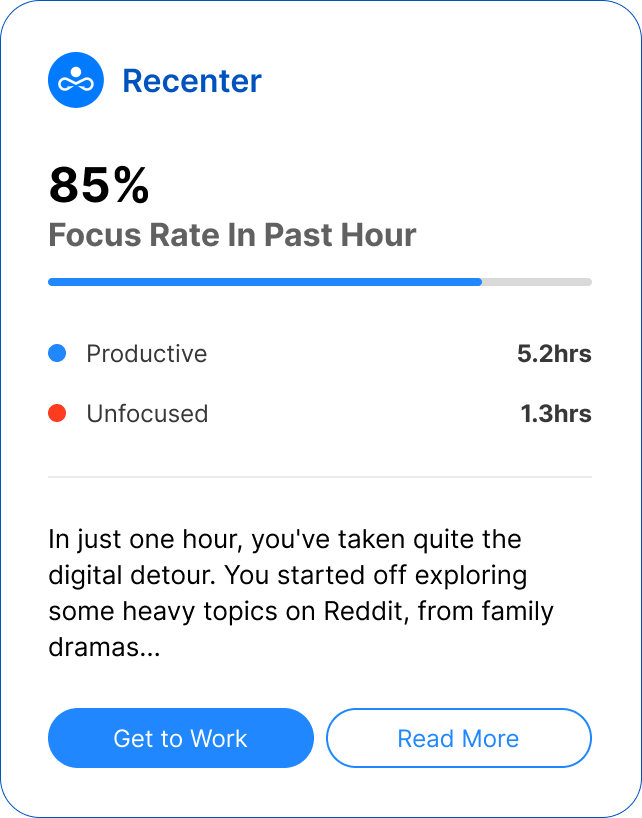 Recenter
85%
Focus Rate In Past Hour
Productive 5.2hrs
Unfocused 1.3hrs
In just one hour, you've taken quite the
digital detour. You started off exploring
some heavy topics on Reddit, from family
dramas...
Get to Work Read More